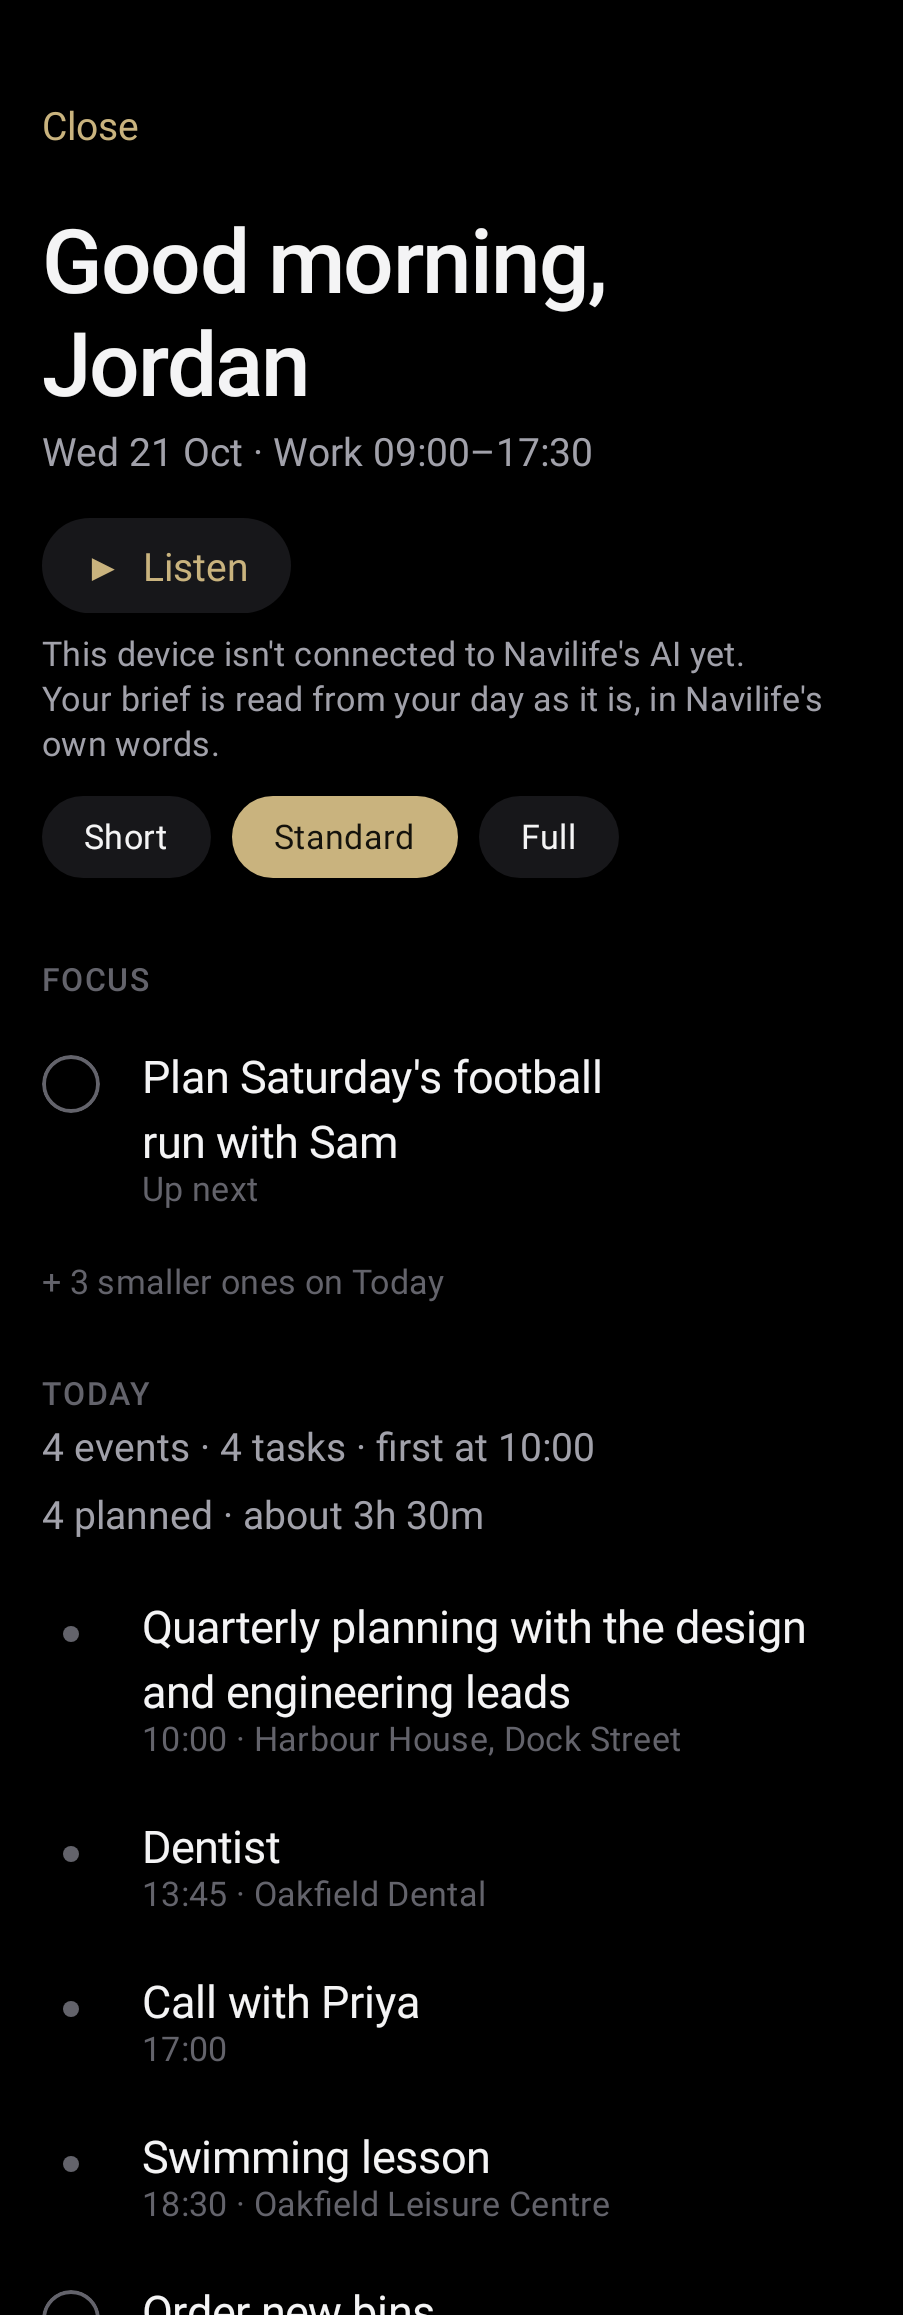 Close
Good morning,
Jordan
Wed 21 Oct · Work 09:00–17:30
► Listen
This device isn't connected to Navilife's AI yet.
Your brief is read from your day as it is, in Navilife's
own words.
Short Standard Full
FOCUS
Plan Saturday's football
run with Sam
Up next
+ 3 smaller ones on Today
TODAY
4 events · 4 tasks · first at 10:00
4 planned · about 3h 30m
Quarterly planning with the design
and engineering leads
10:00 · Harbour House, Dock Street
Dentist
13:45 · Oakfield Dental
Call with Priya
17:00
Swimming lesson
18:30 · Oakfield Leisure Centre
Order new bins